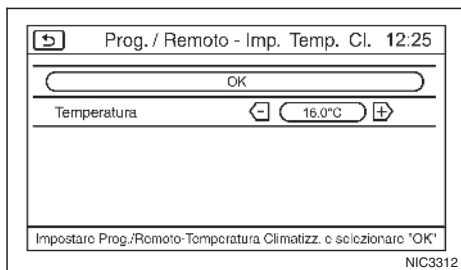 Prog. / Remoto - Imp. Temp. Cl. 12:25
OK
Temperatura - 16.0°C +
Impostare Prog./Remoto-Temperatura Climatizz. e selezionare "OK"
NIC3312